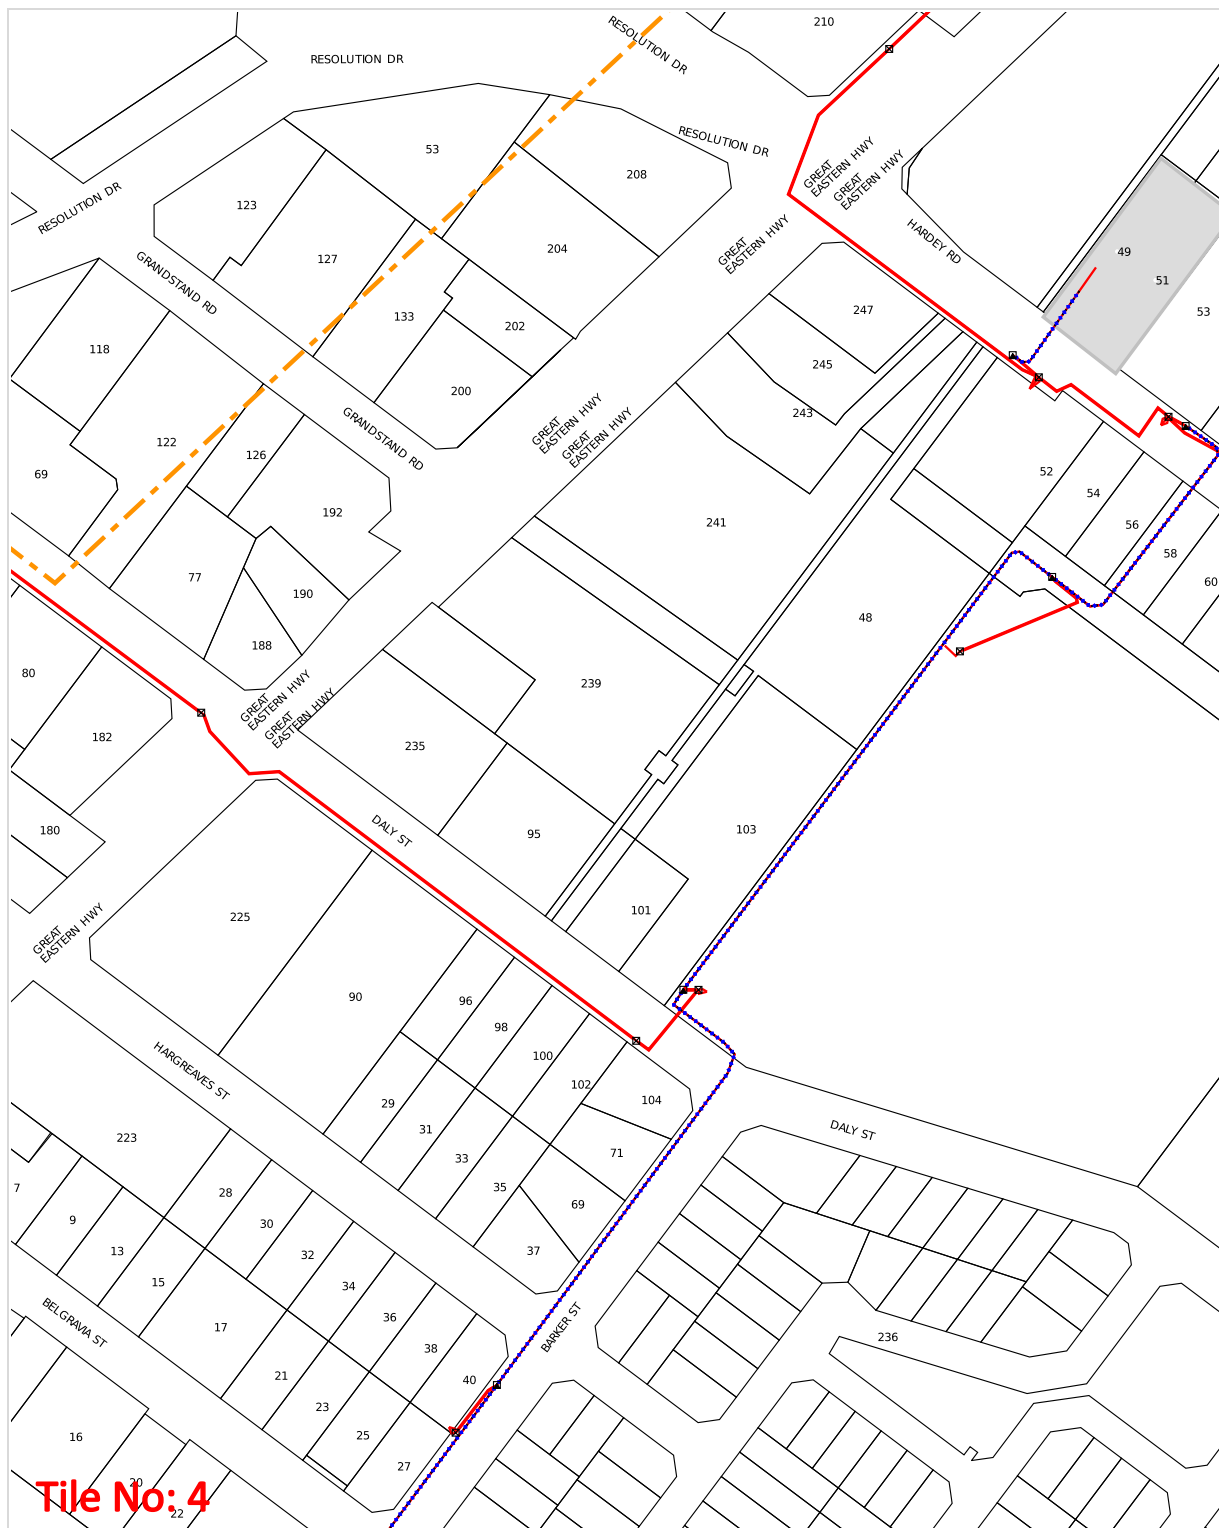 210
RESOLUTION DR
RESOLUTION DR
RESOLUTION DR
53
208
GREAT
EASTERN HWY
GREAT
EASTERN HWY
RESOLUTION DR
123
204
127
GREAT
EASTERN HWY
HARDEY RD
49
51
53
GRANDSTAND RD
133
202
247
118
245
200
243
122
126
GRANDSTAND RD
GREAT
EASTERN HWY
GREAT
EASTERN HWY
69
52
54
56
192
241
58
77
190
60
188
48
80
239
GREAT
EASTERN HWY
GREAT
EASTERN HWY
182
235
180
DALY ST
95
103
225
101
GREAT
EASTERN HWY
90
96
98
100
102
104
HARGREAVES ST
29
31
33
35
71
DALY ST
223
7
28
69
9
30
13
32
37
15
34
17
36
BELGRAVIA ST
38
BARKER ST
236
21
40
23
25
16
27
20
22
Tile No: 4